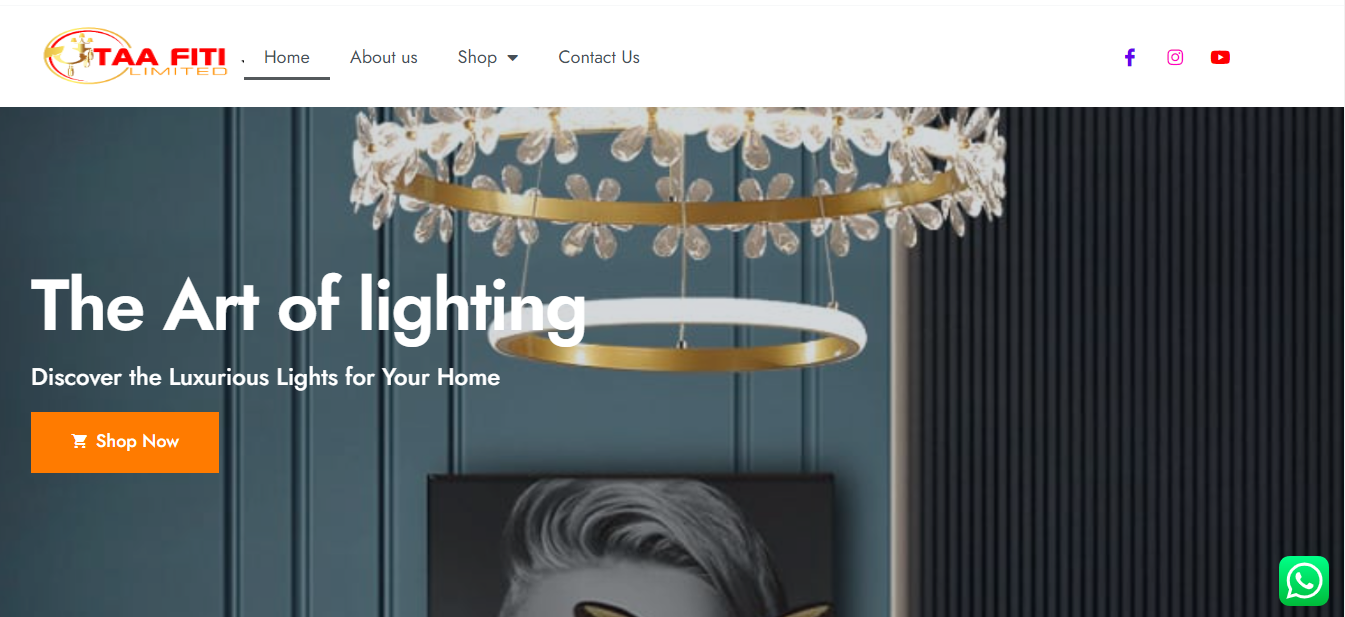 TAA FITI
LIMITED
Home
About us
Shop
Contact Us
The Art of lighting
Discover the Luxurious Lights for Your Home
Shop Now